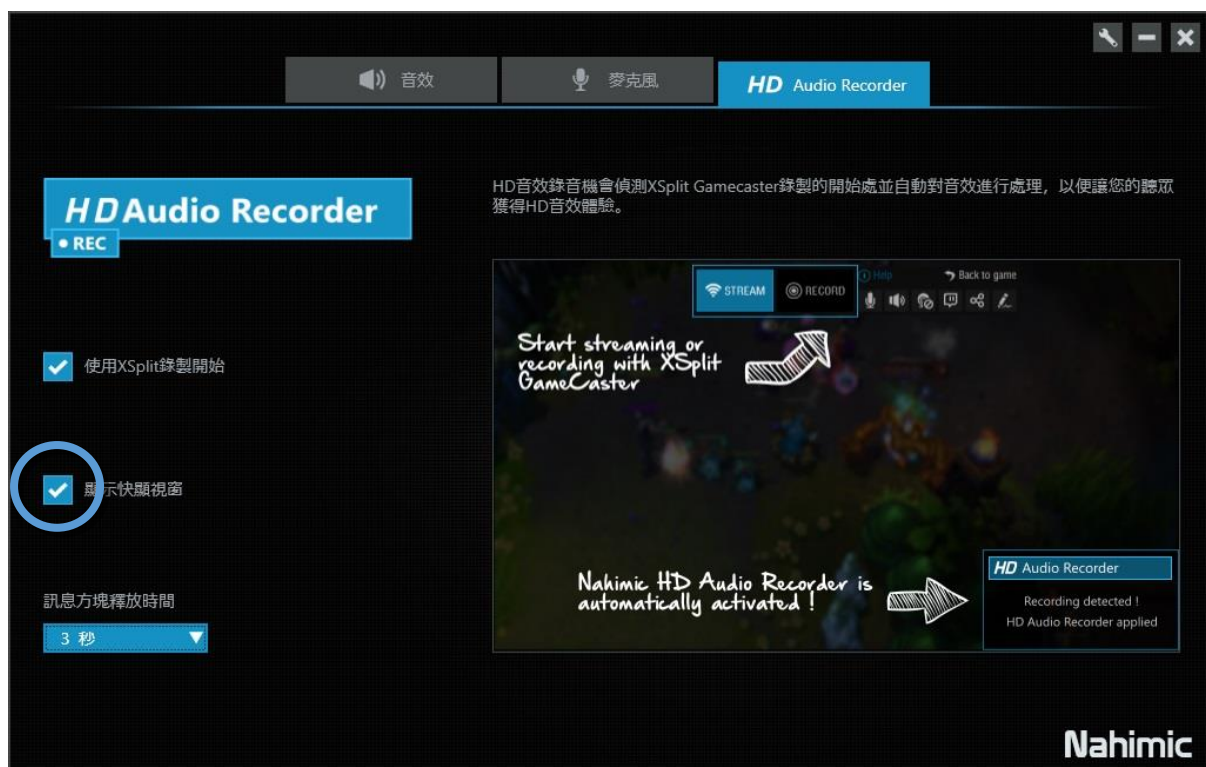 音效
麥克風
HD Audio Recorder
HD Audio Recorder
• REC
HD音效錄音機會偵測XSplit Gamecaster錄製的開始處並自動對音效進行處理，以便讓您的聽眾
獲得HD音效體驗。
使用XSplit錄製開始
顯示快顯視窗
訊息方塊釋放時間
3 秒
STREAM
RECORD
Help
Back to game
Start streaming or
recording with XSplit
GameCaster
Nahimic HD Audio Recorder is
automatically activated !
HD Audio Recorder
Recording detected !
HD Audio Recorder applied
Nahimic